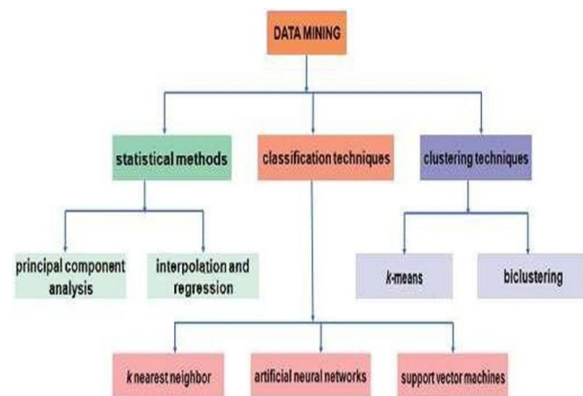 DATA MINING
statistical methods
classification techniques
clustering techniques
principal component
analysis
interpolation and
regression
k-means
biclustering
k nearest neighbor
artificial neural networks
support vector machines